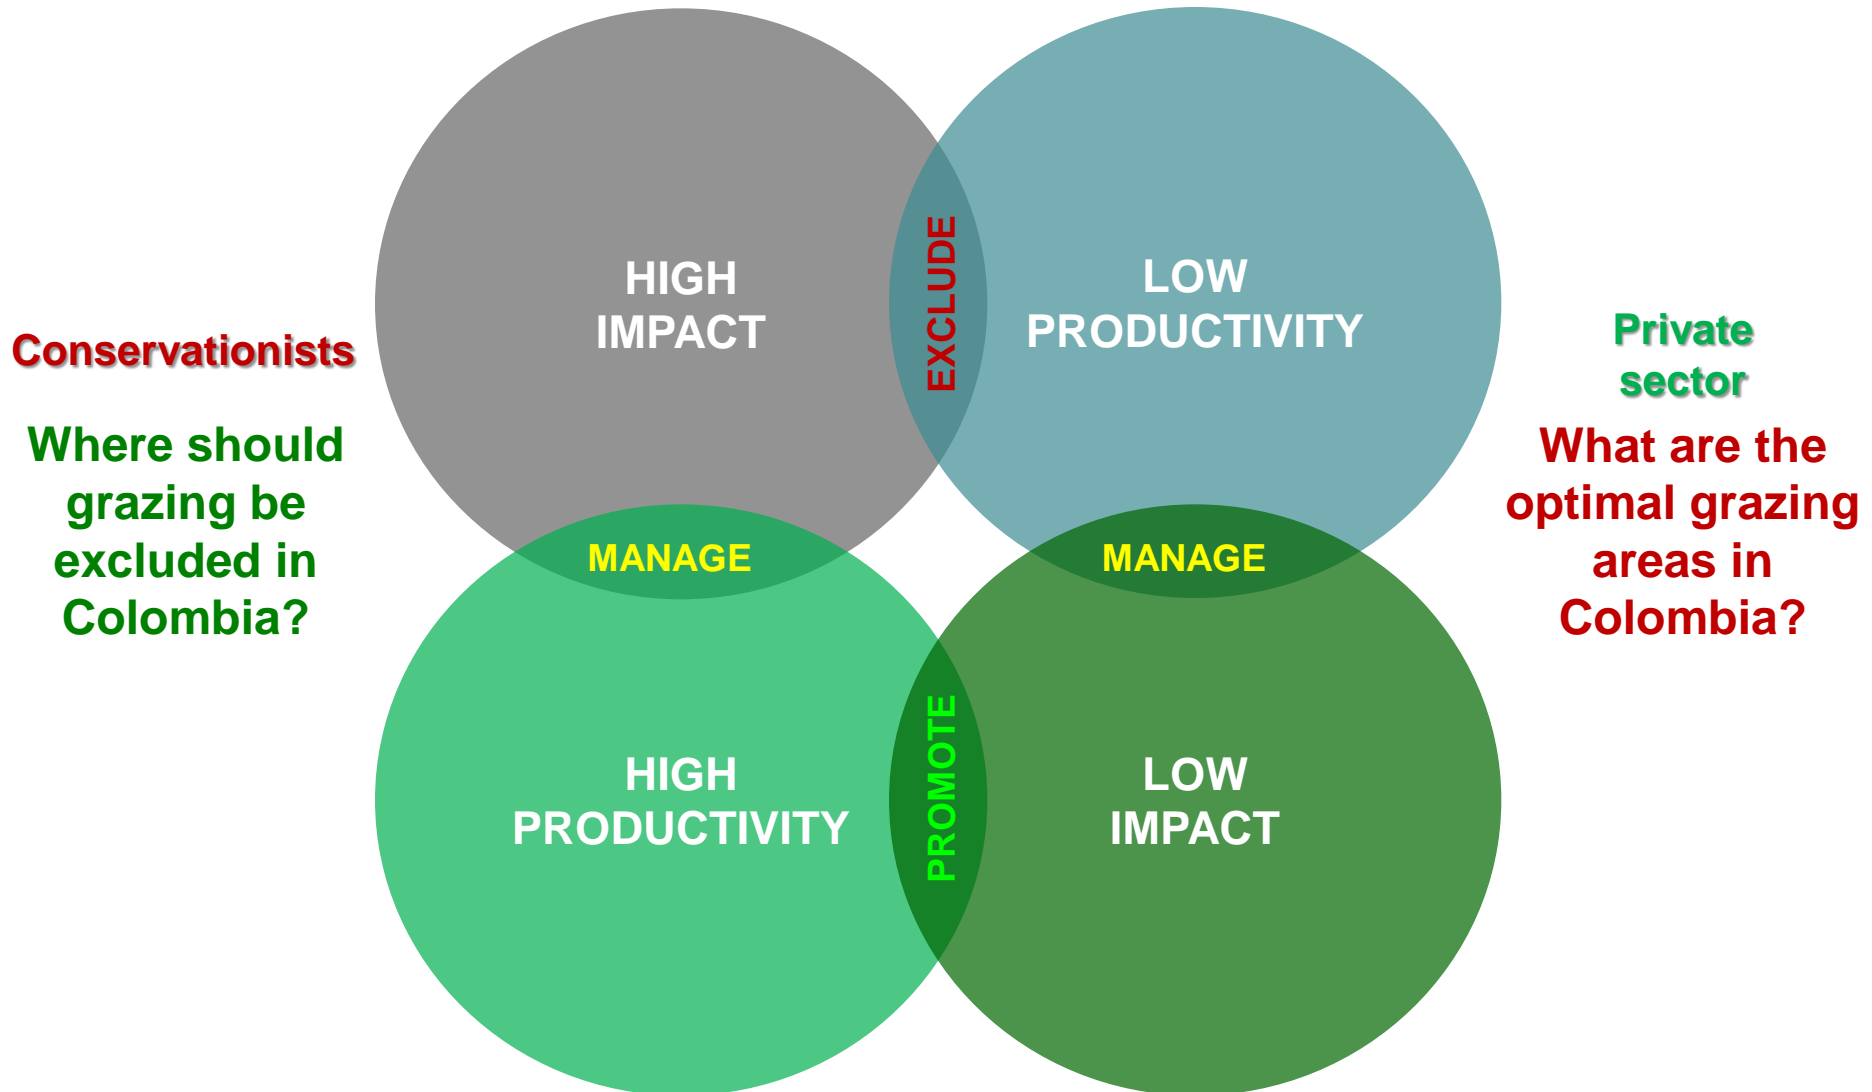 Conservationists
Where should
grazing be
excluded in
Colombia?
HIGH
IMPACT
EXCLUDE
LOW
PRODUCTIVITY
MANAGE
MANAGE
HIGH
PRODUCTIVITY
PROMOTE
LOW
IMPACT
Private
sector
What are the
optimal grazing
areas in
Colombia?